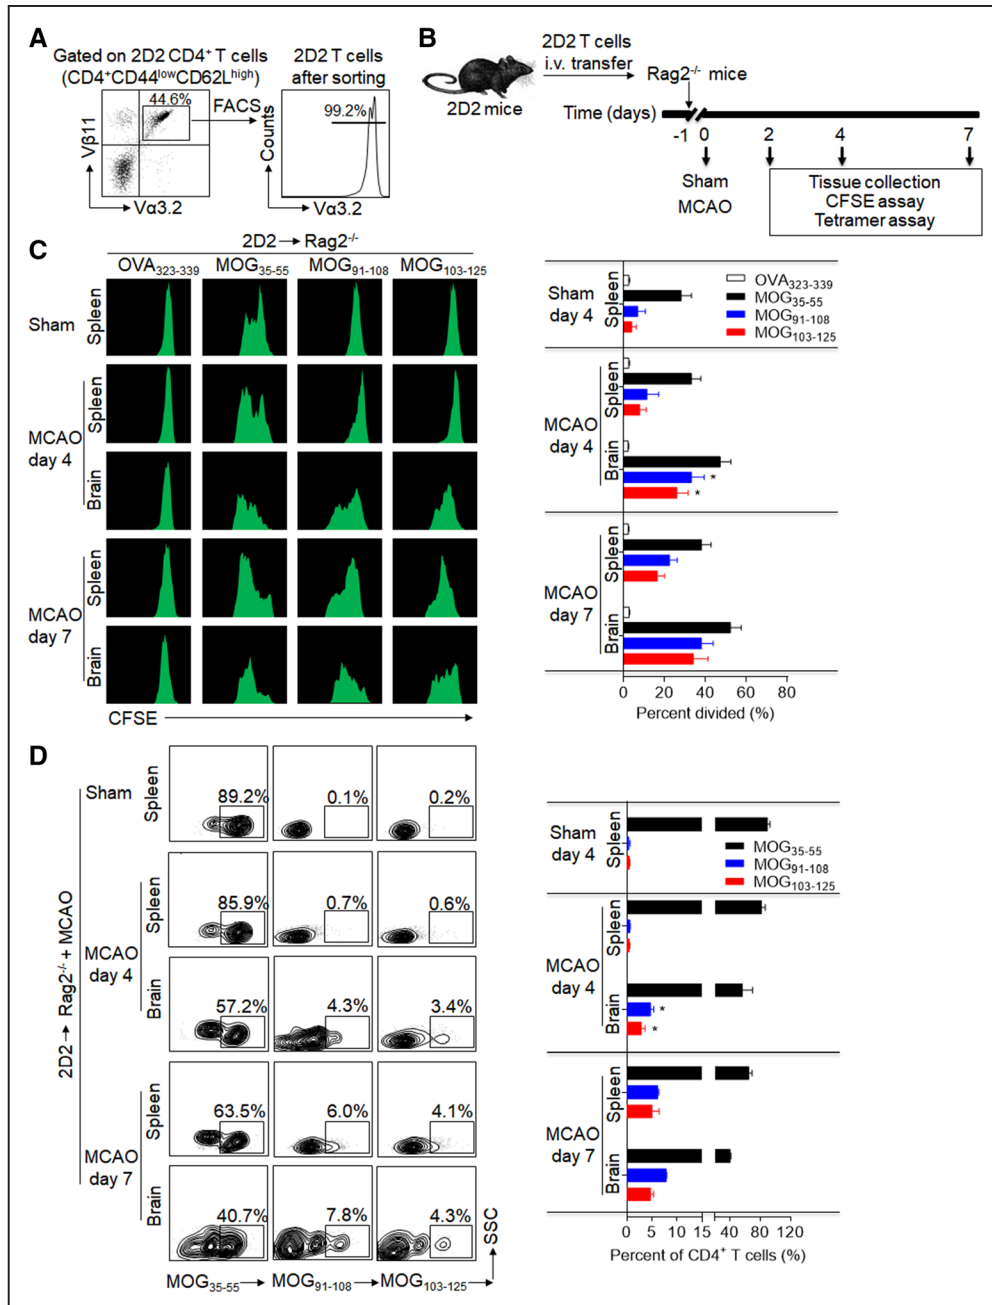 A
Gated on 2D2 CD4⁺ T cells
(CD4⁺CD44ˡᵒʷCD62Lʰⁱᵍʰ)
44.6%
FACS
Vβ11
Vα3.2
2D2 T cells
after sorting
99.2%
Counts
Vα3.2
B
2D2 T cells
i.v. transfer
2D2 mice
Rag2⁻/⁻ mice
Time (days)
-1 0 2 4 7
Sham
MCAO
Tissue collection
CFSE assay
Tetramer assay
C
2D2 → Rag2⁻/⁻
OVA₃₂₃₋₃₃₉ MOG₃₅₋₅₅ MOG₉₁₋₁₀₈ MOG₁₀₃₋₁₂₅
Sham
Spleen
MCAO
day 4
Spleen
Brain
MCAO
day 7
Spleen
Brain
CFSE
Sham
day 4
Spleen
OVA₃₂₃₋₃₃₉
MOG₃₅₋₅₅
MOG₉₁₋₁₀₈
MOG₁₀₃₋₁₂₅
MCAO
day 4
Spleen
Brain
*
*
MCAO
day 7
Spleen
Brain
0 20 40 60 80
Percent divided (%)
D
2D2 → Rag2⁻/⁻ + MCAO
Sham
Spleen
89.2% 0.1% 0.2%
MCAO
day 4
Spleen
85.9% 0.7% 0.6%
Brain
57.2% 4.3% 3.4%
MCAO
day 7
Spleen
63.5% 6.0% 4.1%
Brain
40.7% 7.8% 4.3%
SSC
MOG₃₅₋₅₅ → MOG₉₁₋₁₀₈ → MOG₁₀₃₋₁₂₅
Sham
day 4
Spleen
MOG₃₅₋₅₅
MOG₉₁₋₁₀₈
MOG₁₀₃₋₁₂₅
MCAO
day 4
Spleen
Brain
*
*
MCAO
day 7
Spleen
Brain
0 5 10 15 40 80 120
Percent of CD4⁺ T cells (%)